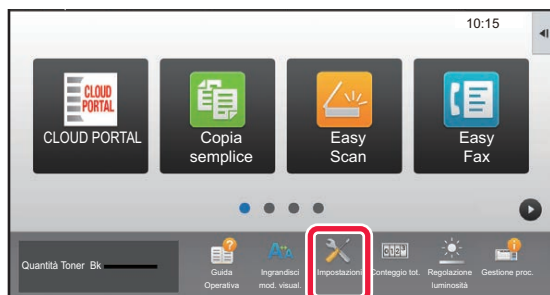 10:15
CLOUD
PORTAL
CLOUD PORTAL
Copia
semplice
Easy
Scan
Easy
Fax
Quantità Toner Bk
Guida
Operativa
Ingrandisci
mod. visual.
Impostazioni
Conteggio tot.
Regolazione
luminosità
Gestione proc.